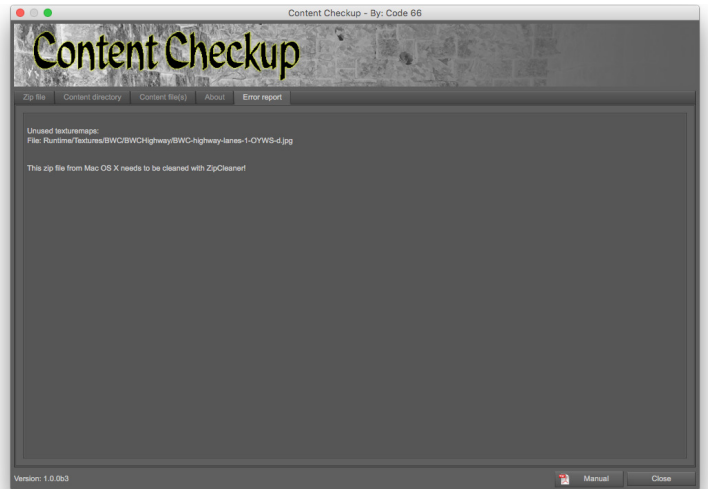 Content Checkup - By: Code 66
Content Checkup
Zip file Content directory Content file(s) About Error report
Unused texturemaps:
File: Runtime/Textures/BWC/BWCHighway/BWC-highway-lanes-1-OYWS-d.jpg
This zip file from Mac OS X needs to be cleaned with ZipCleaner!
Version: 1.0.0b3 Manual Close